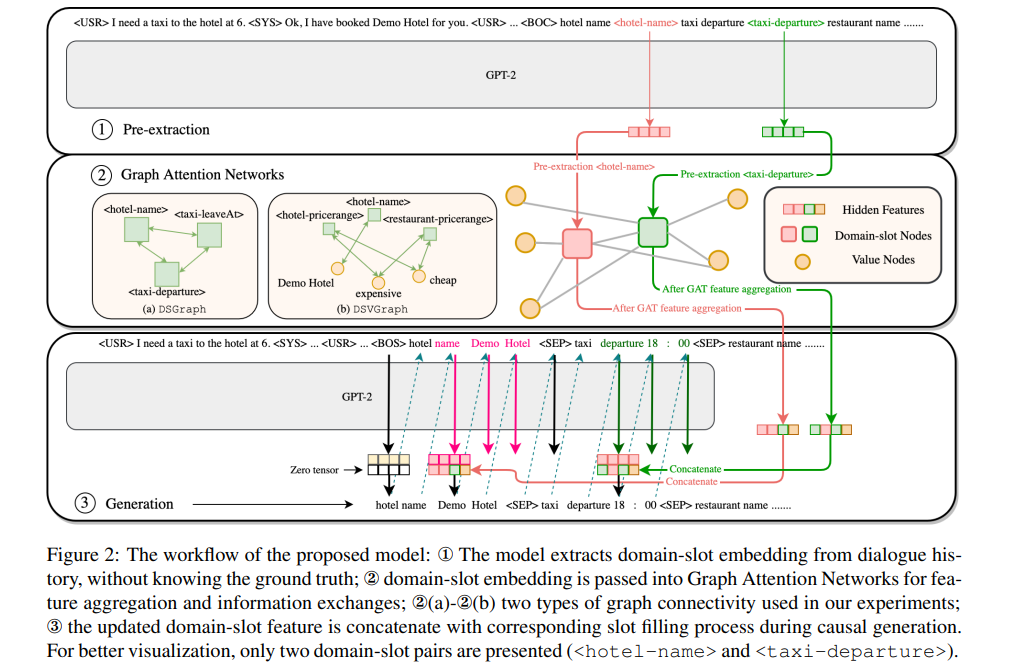 <USR> I need a taxi to the hotel at 6. <SYS> Ok, I have booked Demo Hotel for you. <USR> ... <BOC> hotel name <hotel-name> taxi departure <taxi-departure> restaurant name .......
GPT-2
① Pre-extraction
② Graph Attention Networks
<hotel-name>
<taxi-leaveAt>
<taxi-departure>
(a) DSGraph
<hotel-name>
<hotel-pricerange>
<restaurant-pricerange>
Demo Hotel
expensive
cheap
(b) DSVGraph
Pre-extraction <hotel-name>
Pre-extraction <taxi-departure>
Hidden Features
Domain-slot Nodes
Value Nodes
After GAT feature aggregation
After GAT feature aggregation
<USR> I need a taxi to the hotel at 6. <SYS> ... <USR> ... <BOS> hotel name Demo Hotel <SEP> taxi departure 18 : 00 <SEP> restaurant name .......
GPT-2
Zero tensor
Concatenate
Concatenate
③ Generation
hotel name Demo Hotel <SEP> taxi departure 18 : 00 <SEP> restaurant name .......
Figure 2: The workflow of the proposed model: ① The model extracts domain-slot embedding from dialogue his-
tory, without knowing the ground truth; ② domain-slot embedding is passed into Graph Attention Networks for fea-
ture aggregation and information exchanges; ②(a)-②(b) two types of graph connectivity used in our experiments;
③ the updated domain-slot feature is concatenate with corresponding slot filling process during causal generation.
For better visualization, only two domain-slot pairs are presented (<hotel-name> and <taxi-departure>).